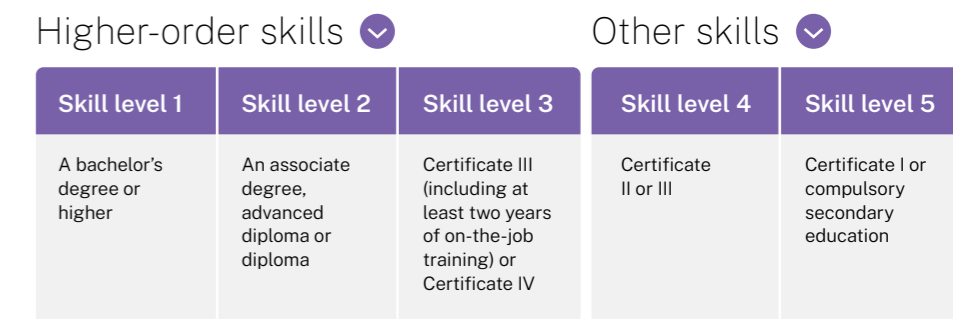 Higher-order skills
Other skills
Skill level 1
Skill level 2
Skill level 3
Skill level 4
Skill level 5
A bachelor's
degree or
higher
An associate
degree,
advanced
diploma or
diploma
Certificate III
(including at
least two years
of on-the-job
training) or
Certificate IV
Certificate
II or III
Certificate I or
compulsory
secondary
education